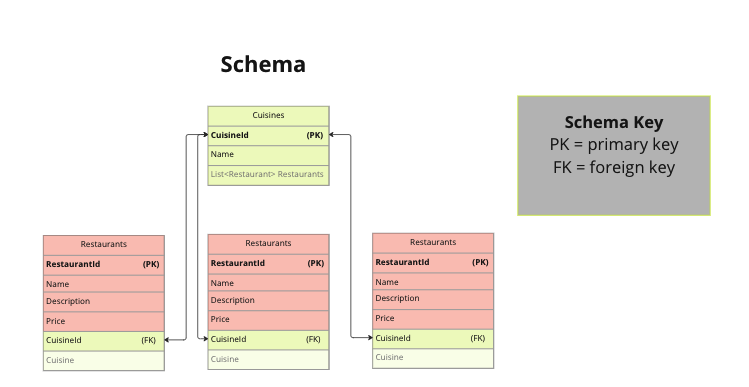 Schema
Cuisines
CuisineId (PK)
Name
List<Restaurant> Restaurants
Schema Key
PK = primary key
FK = foreign key
Restaurants
RestaurantId (PK)
Name
Description
Price
CuisineId (FK)
Cuisine
Restaurants
RestaurantId (PK)
Name
Description
Price
CuisineId (FK)
Cuisine
Restaurants
RestaurantId (PK)
Name
Description
Price
CuisineId (FK)
Cuisine